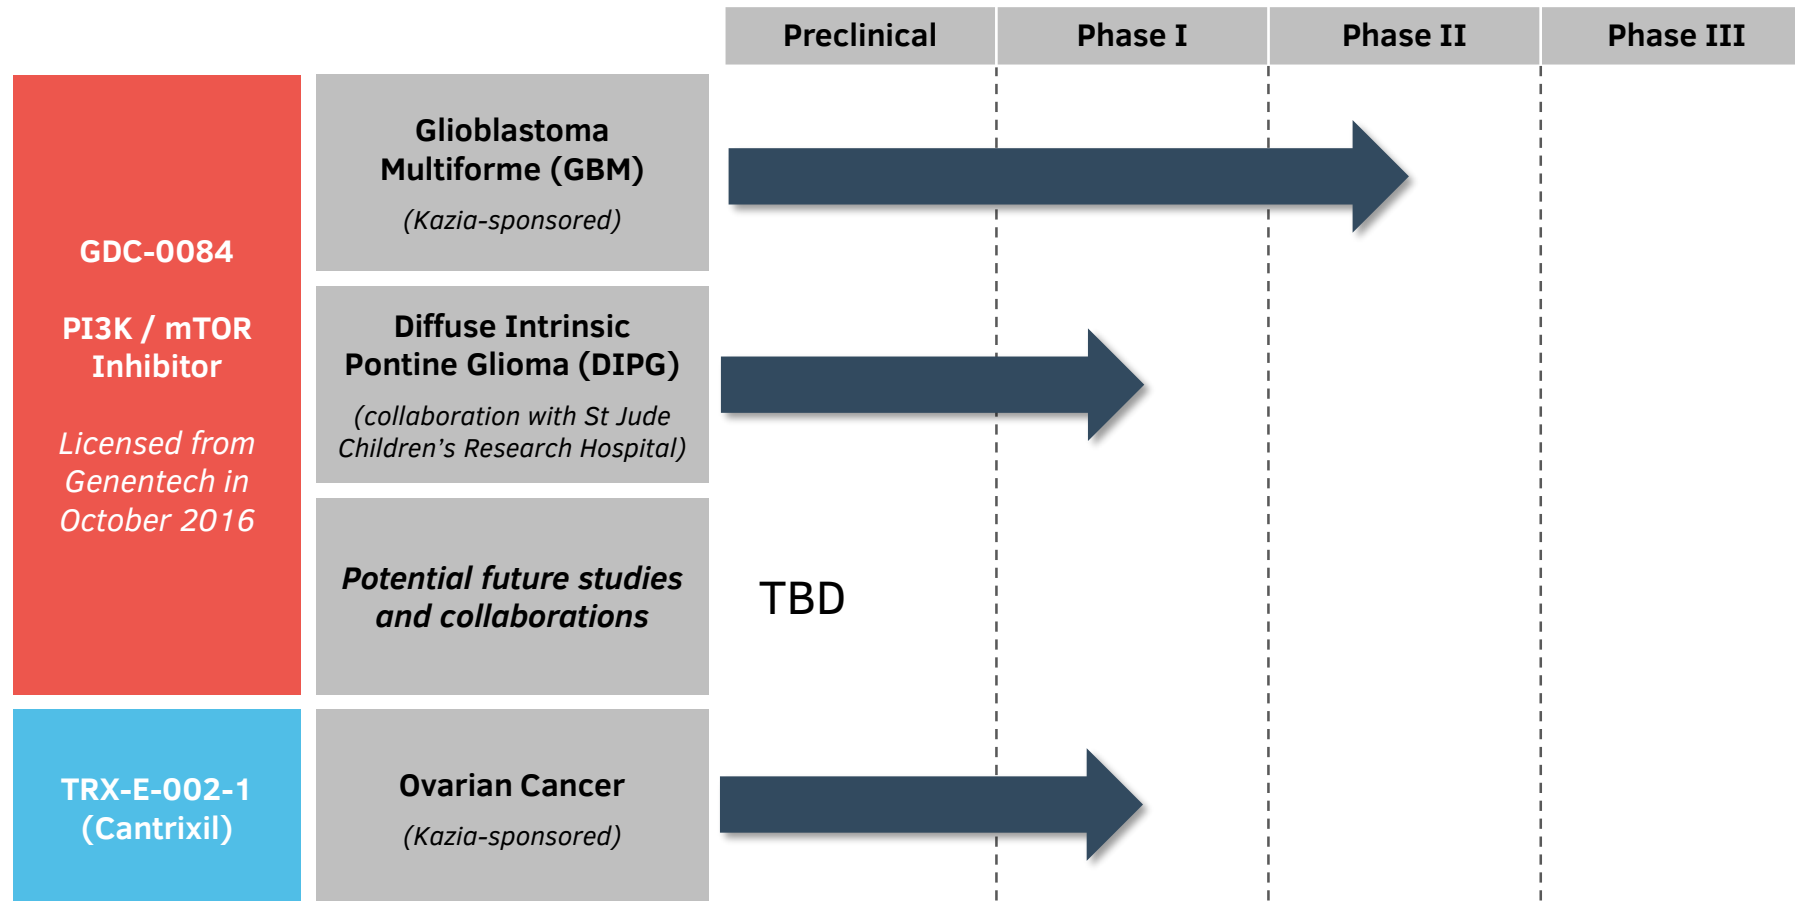 Preclinical
Phase I
Phase II
Phase III
GDC-0084
PI3K / mTOR
Inhibitor
Licensed from
Genentech in
October 2016
Glioblastoma
Multiforme (GBM)
(Kazia-sponsored)
Diffuse Intrinsic
Pontine Glioma (DIPG)
(collaboration with St Jude
Children’s Research Hospital)
Potential future studies
and collaborations
TBD
TRX-E-002-1
(Cantrixil)
Ovarian Cancer
(Kazia-sponsored)